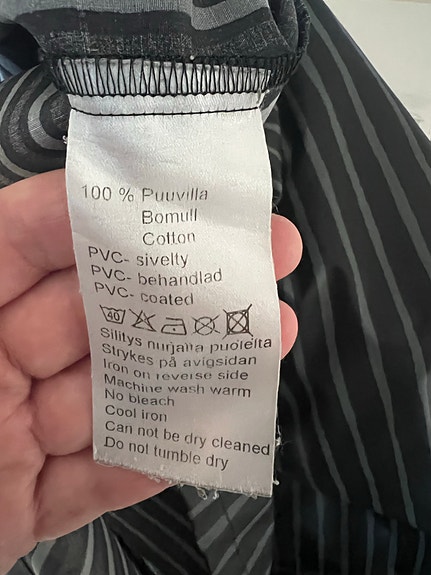 100 % Puuvilla
Bomull
Cotton
PVC- sivelty
PVC- behandlad
PVC- coated
40
Silitys nurjalta puolelta
Strykes på avigsidan
Iron on reverse side
Machine wash warm
No bleach
Cool iron
Can not be dry cleaned
Do not tumble dry